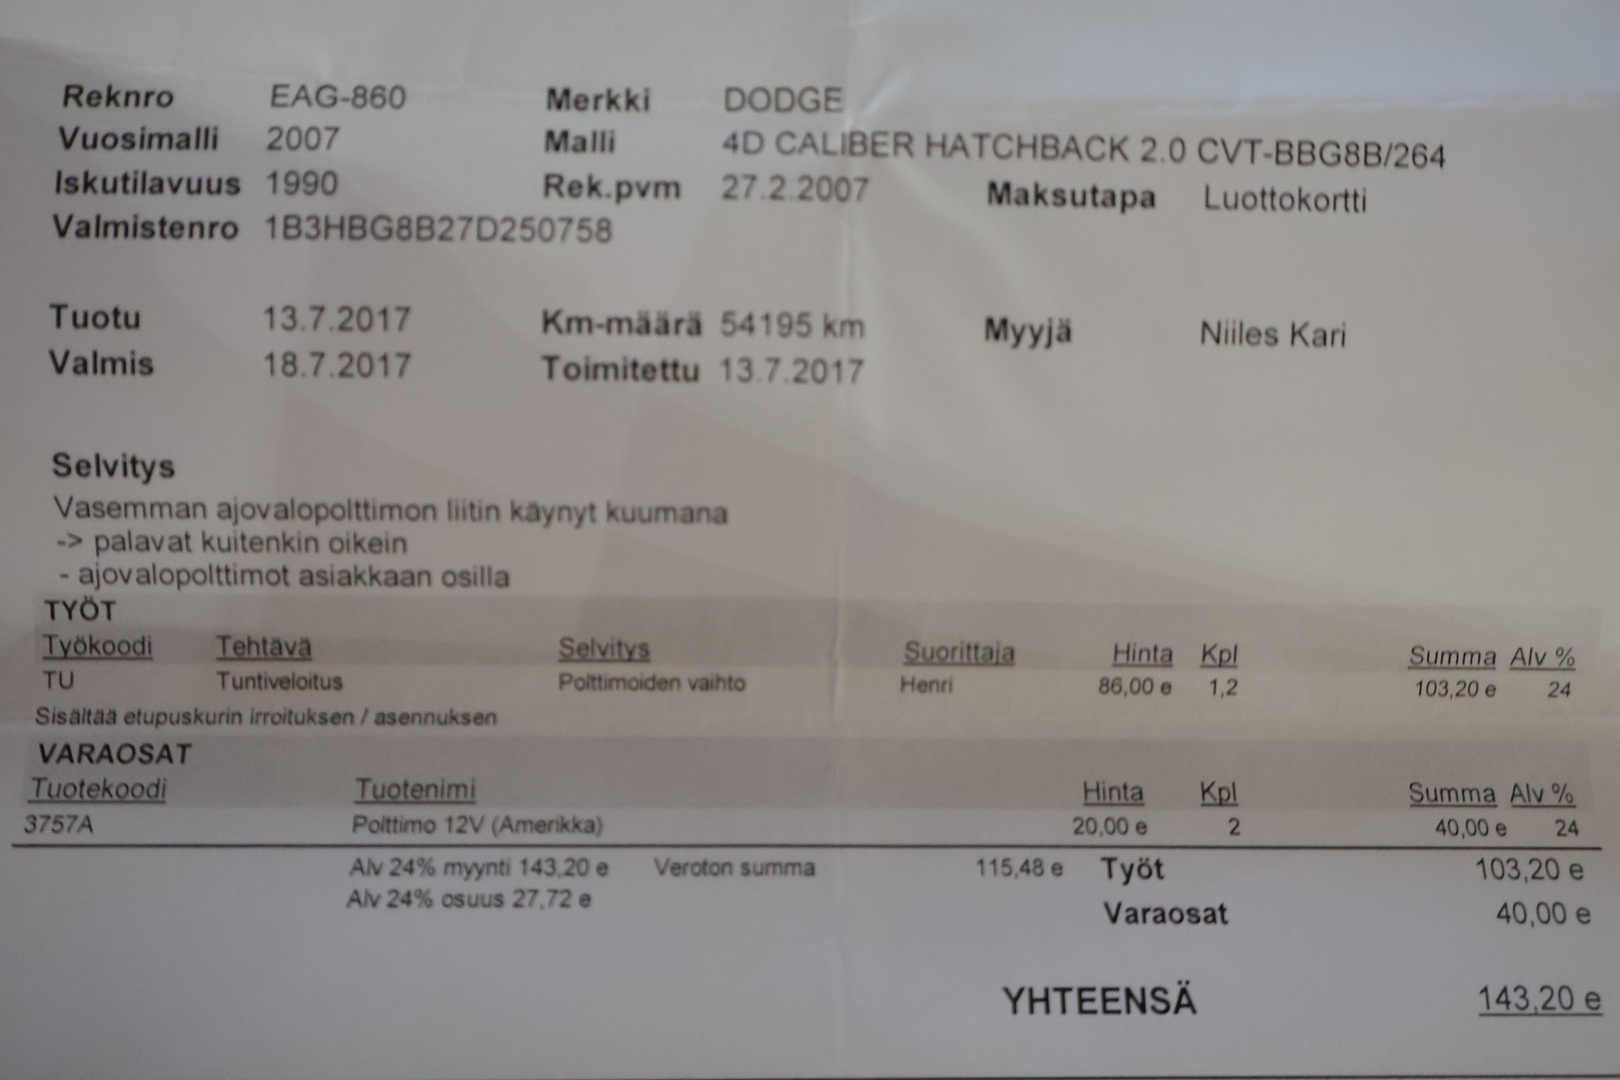 Reknro EAG-860 Merkki DODGE
Vuosimalli 2007 Malli 4D CALIBER HATCHBACK 2.0 CVT-BBG8B/264
Iskutilavuus 1990 Rek.pvm 27.2.2007 Maksutapa Luottokortti
Valmistenro 1B3HBG8B27D250758
Tuotu 13.7.2017 Km-määrä 54195 km Myyjä Niiles Kari
Valmis 18.7.2017 Toimitettu 13.7.2017
Selvitys
Vasemman ajovalopolttimon liitin käynyt kuumana
-> palavat kuitenkin oikein
- ajovalopolttimot asiakkaan osilla
TYÖT
Työkoodi Tehtävä Selvitys Suorittaja Hinta Kpl Summa Alv %
TU Tuntiveloitus Polttimoiden vaihto Henri 86,00 e 1,2 103,20 e 24
Sisältää etupuskurin irroituksen / asennuksen
VARAOSAT
Tuotekoodi Tuotenimi Hinta Kpl Summa Alv %
3757A Polttimo 12V (Amerikka) 20,00 e 2 40,00 e 24
Alv 24% myynti 143,20 e Veroton summa 115,48 e Työt 103,20 e
Alv 24% osuus 27,72 e Varaosat 40,00 e
YHTEENSÄ 143,20 e